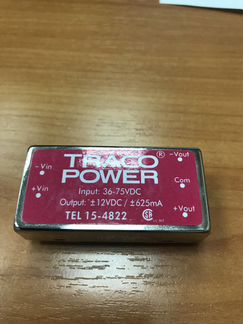 TRACO®
POWER
-Vin
+Vin
-Vout
Com
+Vout
Input: 36-75VDC
Output: ±12VDC / ±625mA
TEL 15-4822